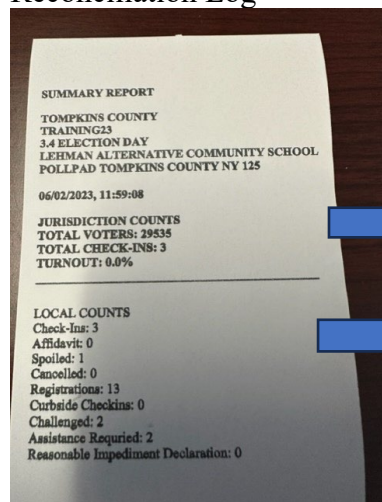 Reconciliation Log
SUMMARY REPORT
TOMPKINS COUNTY
TRAINING23
3.4 ELECTION DAY
LEHMAN ALTERNATIVE COMMUNITY SCHOOL
POLLPAD TOMPKINS COUNTY NY 125
06/02/2023, 11:59:08
JURISDICTION COUNTS
TOTAL VOTERS: 29535
TOTAL CHECK-INS: 3
TURNOUT: 0.0%
LOCAL COUNTS
Check-Ins: 3
Affidavit: 0
Spoiled: 1
Cancelled: 0
Registrations: 13
Curbside Checkins: 0
Challenged: 2
Assistance Requried: 2
Reasonable Impediment Declaration: 0